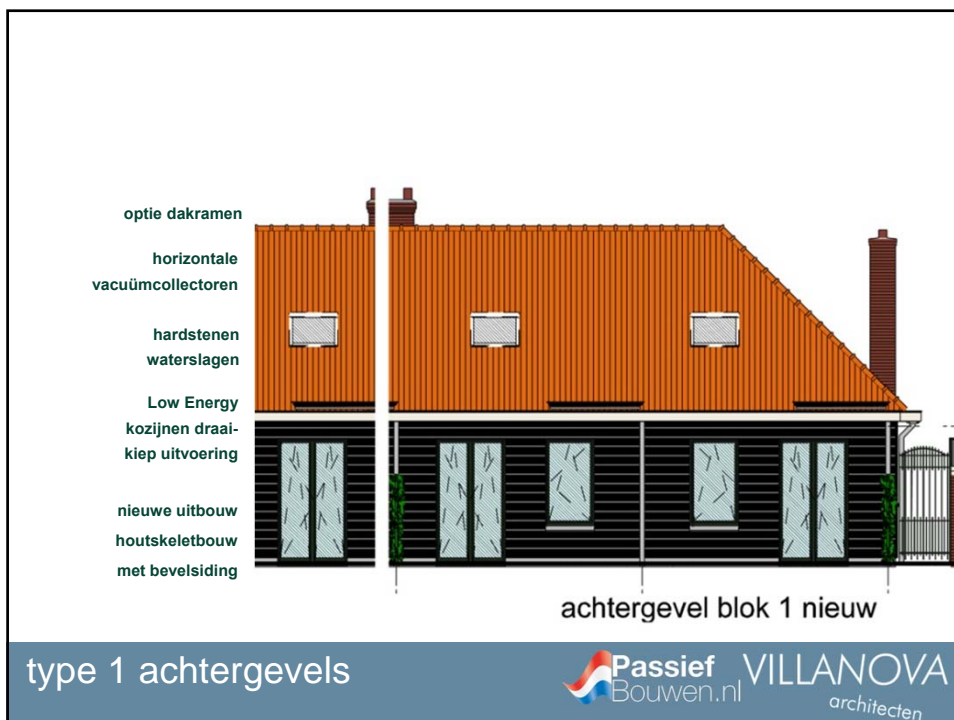 optie dakramen
horizontale
vacuümcollectoren
hardstenen
waterslagen
Low Energy
kozijnen draai-
kiep uitvoering
nieuwe uitbouw
houtskeletbouw
met bevelsiding
achtergevel blok 1 nieuw
type 1 achtergevels
Passief
Bouwen.nl
VILLANOVA
architecten